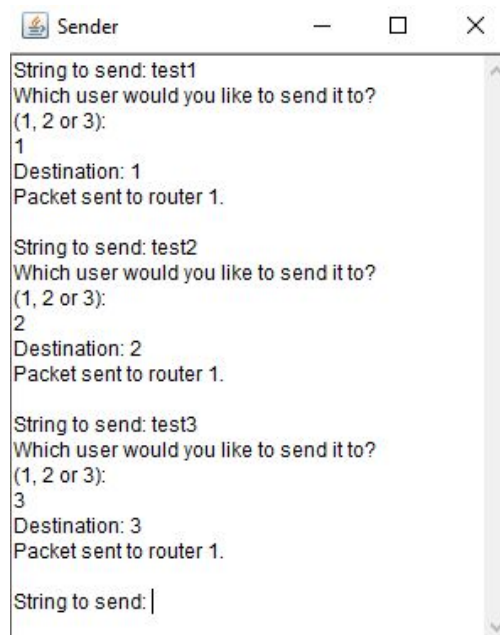 Sender
String to send: test1
Which user would you like to send it to?
(1, 2 or 3):
1
Destination: 1
Packet sent to router 1.
String to send: test2
Which user would you like to send it to?
(1, 2 or 3):
2
Destination: 2
Packet sent to router 1.
String to send: test3
Which user would you like to send it to?
(1, 2 or 3):
3
Destination: 3
Packet sent to router 1.
String to send: